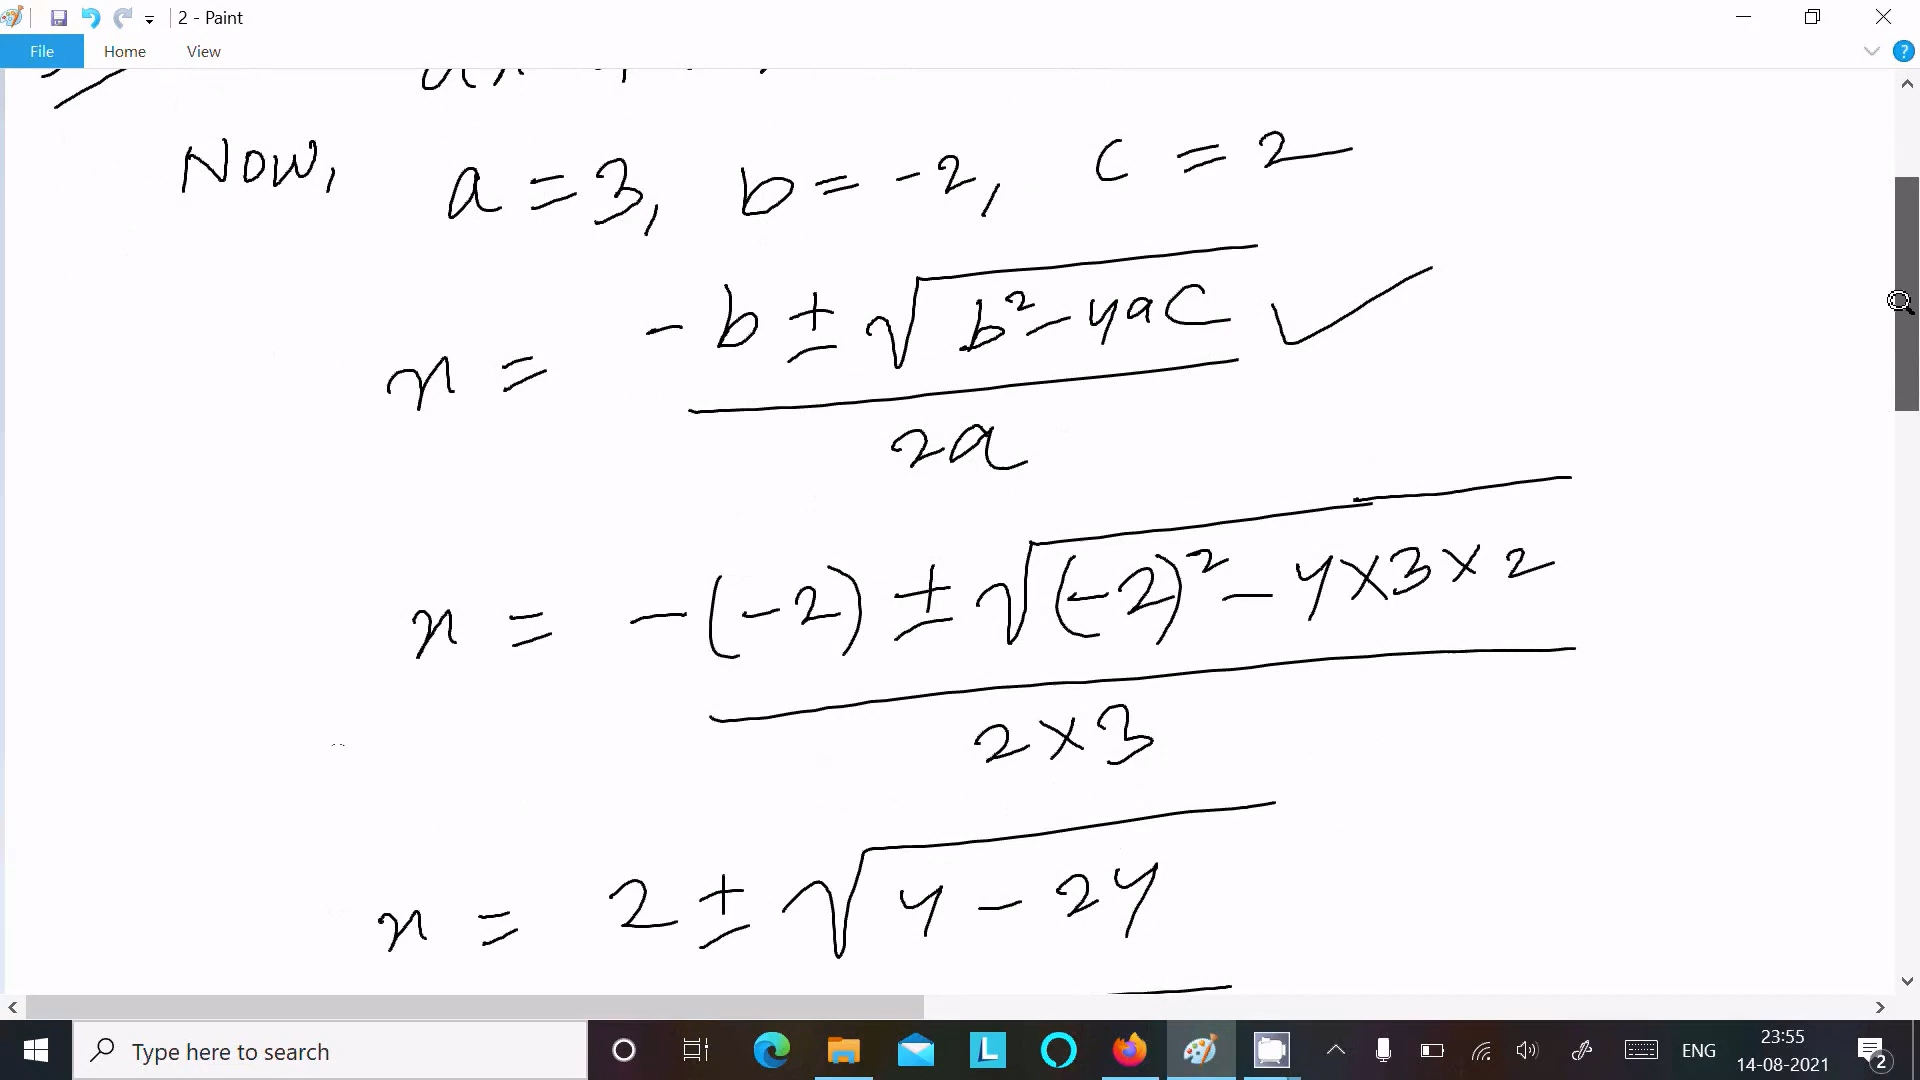 2 - Paint
File Home View
Now, a = 3, b = -2, c = 2
x = (-b ± √(b² - 4ac)) / 2a ✓
x = (-(-2) ± √((-2)² - 4×3×2)) / 2×3
x = 2 ± √(4 - 24)
Type here to search
ENG
23:55
14-08-2021
2